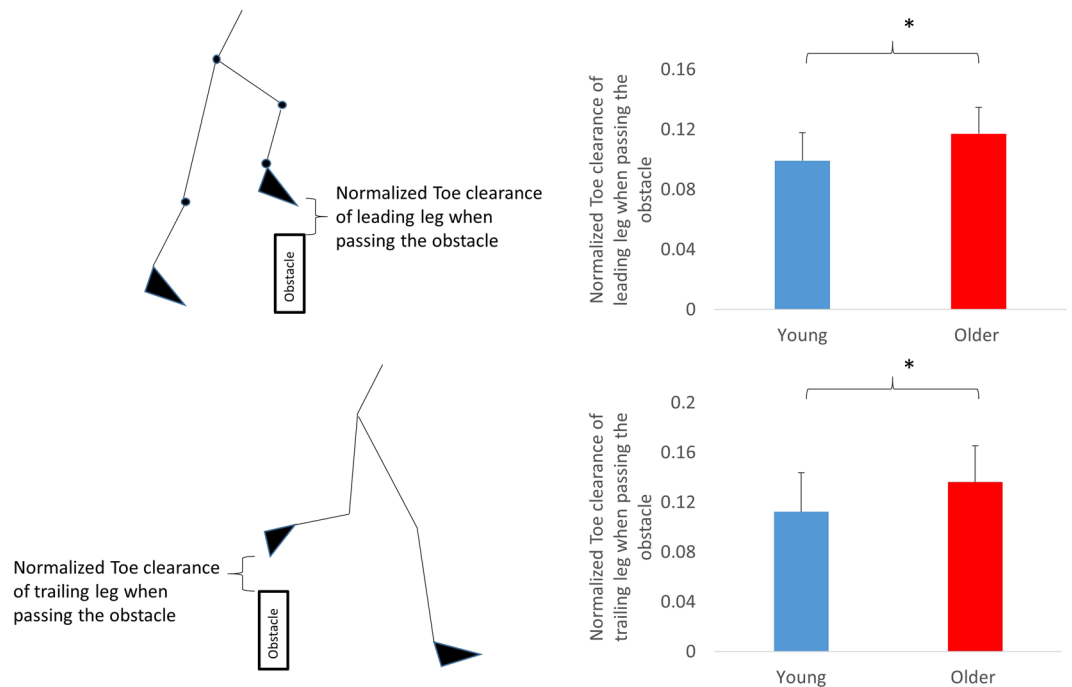 Normalized Toe clearance
of leading leg when
passing the obstacle
Obstacle
*
Normalized Toe clearance of
leading leg when passing the
obstacle
0.16
0.12
0.08
0.04
0
Young
Older
Normalized Toe clearance
of trailing leg when
passing the obstacle
Obstacle
*
Normalized Toe clearance of
trailing leg when passing the
obstacle
0.2
0.16
0.12
0.08
0.04
0
Young
Older